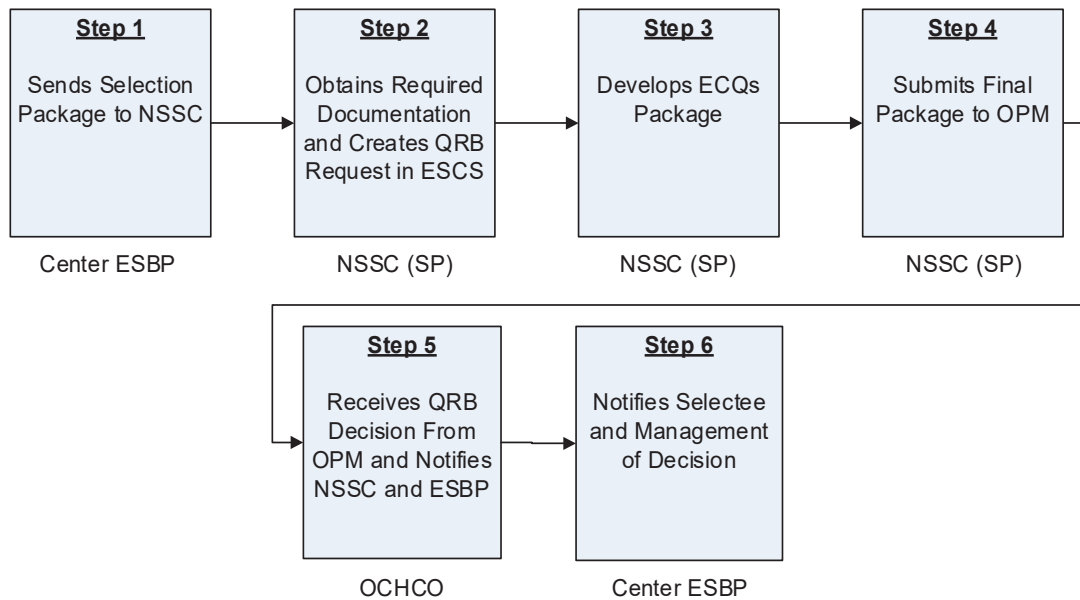 Step 1
Sends Selection
Package to NSSC
Center ESBP
Step 2
Obtains Required
Documentation
and Creates QRB
Request in ESCS
NSSC (SP)
Step 3
Develops ECQs
Package
NSSC (SP)
Step 4
Submits Final
Package to OPM
NSSC (SP)
Step 5
Receives QRB
Decision From
OPM and Notifies
NSSC and ESBP
OCHCO
Step 6
Notifies Selectee
and Management
of Decision
Center ESBP